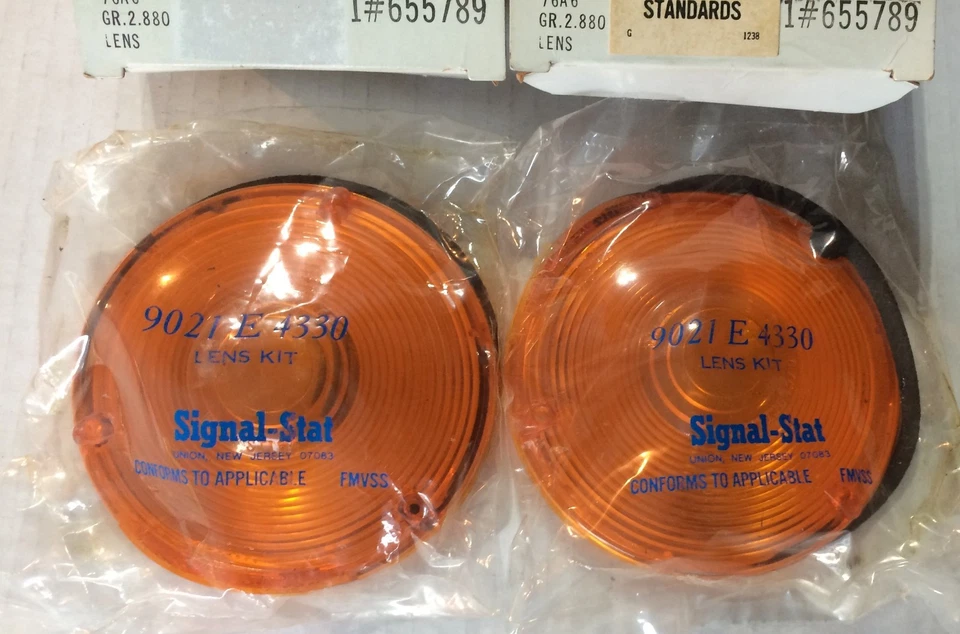 GR.2.880
LENS
1#655789
76A6
GR.2.880
LENS
STANDARDS
G 1238
1#655789
9021 E 4330
LENS KIT
Signal-Stat
UNION, NEW JERSEY 07083
CONFORMS TO APPLICABLE FMVSS
9021 E 4330
LENS KIT
Signal-Stat
UNION, NEW JERSEY 07083
CONFORMS TO APPLICABLE FMVSS